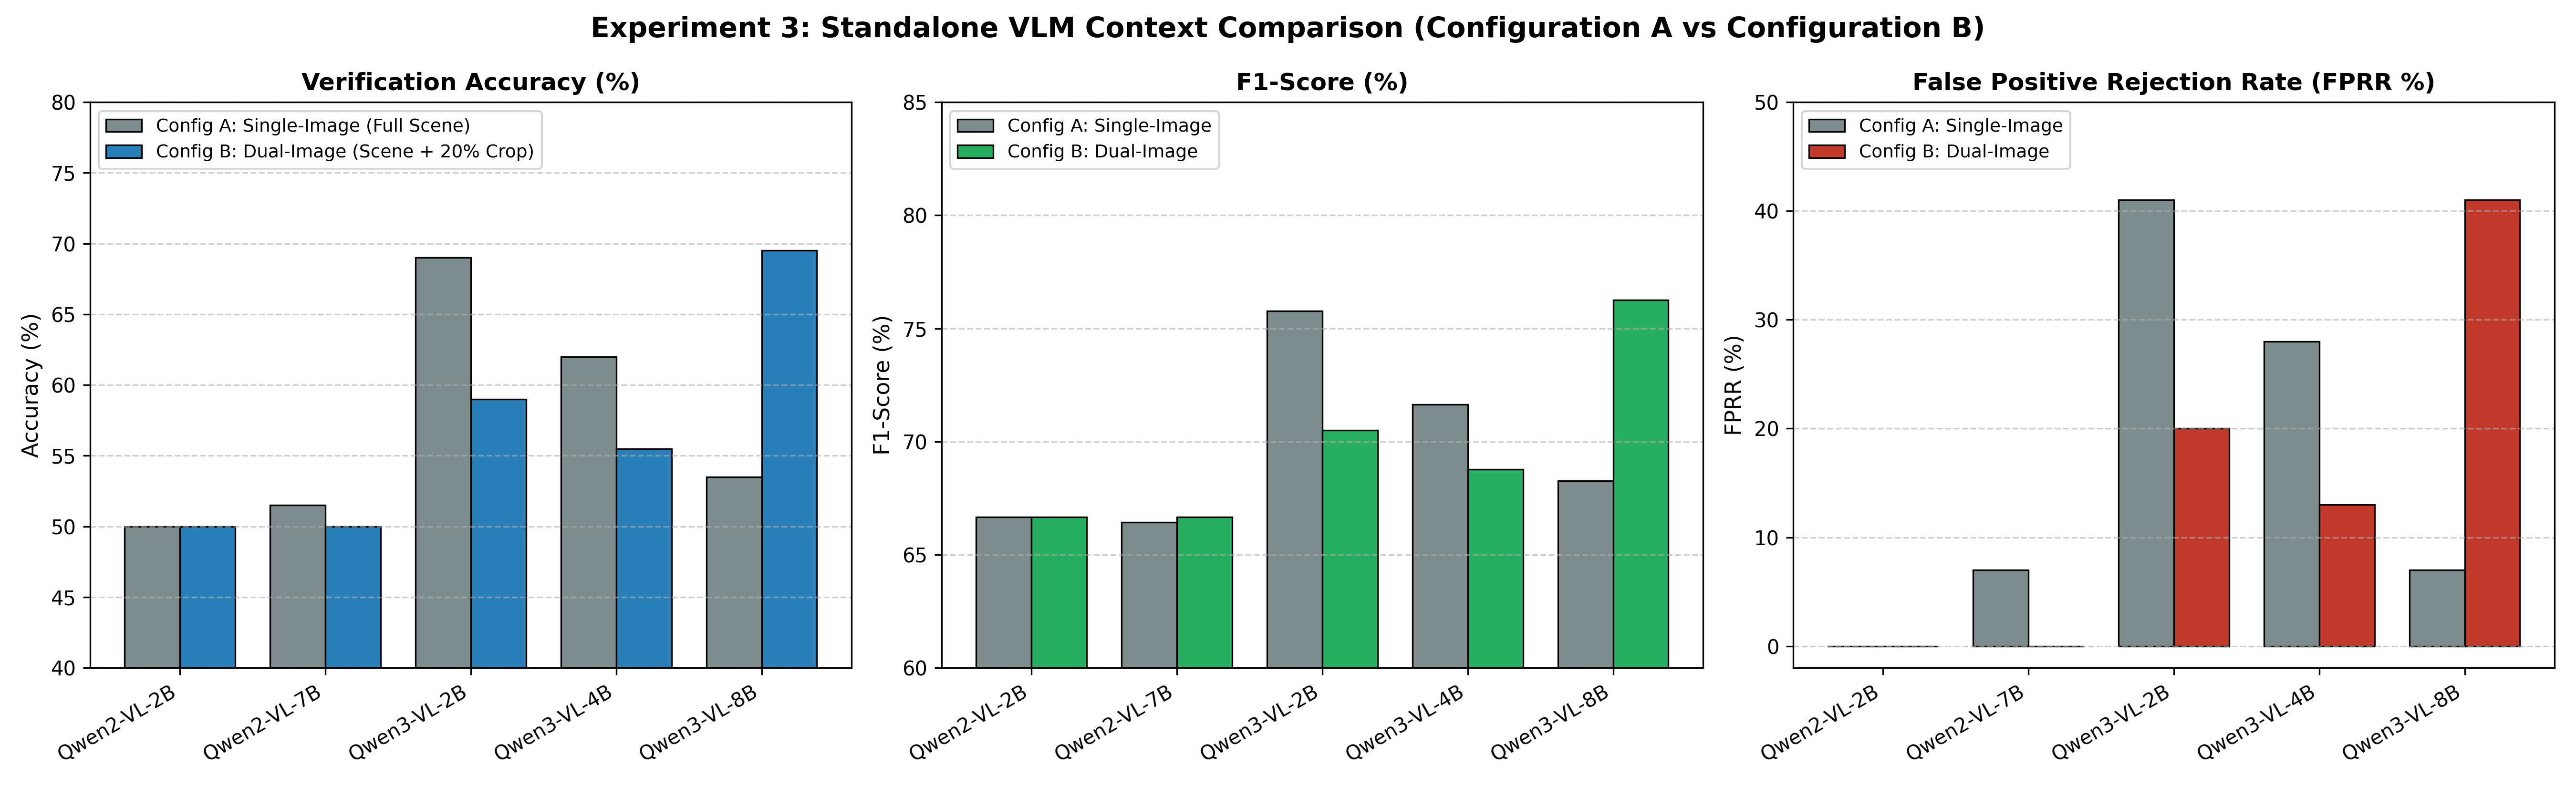 Experiment 3: Standalone VLM Context Comparison (Configuration A vs Configuration B)
Verification Accuracy (%)
Config A: Single-Image (Full Scene)
Config B: Dual-Image (Scene + 20% Crop)
Accuracy (%)
80
75
70
65
60
55
50
45
40
Qwen2-VL-2B
Qwen2-VL-7B
Qwen3-VL-2B
Qwen3-VL-4B
Qwen3-VL-8B
F1-Score (%)
Config A: Single-Image
Config B: Dual-Image
F1-Score (%)
85
80
75
70
65
60
Qwen2-VL-2B
Qwen2-VL-7B
Qwen3-VL-2B
Qwen3-VL-4B
Qwen3-VL-8B
False Positive Rejection Rate (FPRR %)
Config A: Single-Image
Config B: Dual-Image
FPRR (%)
50
40
30
20
10
0
Qwen2-VL-2B
Qwen2-VL-7B
Qwen3-VL-2B
Qwen3-VL-4B
Qwen3-VL-8B